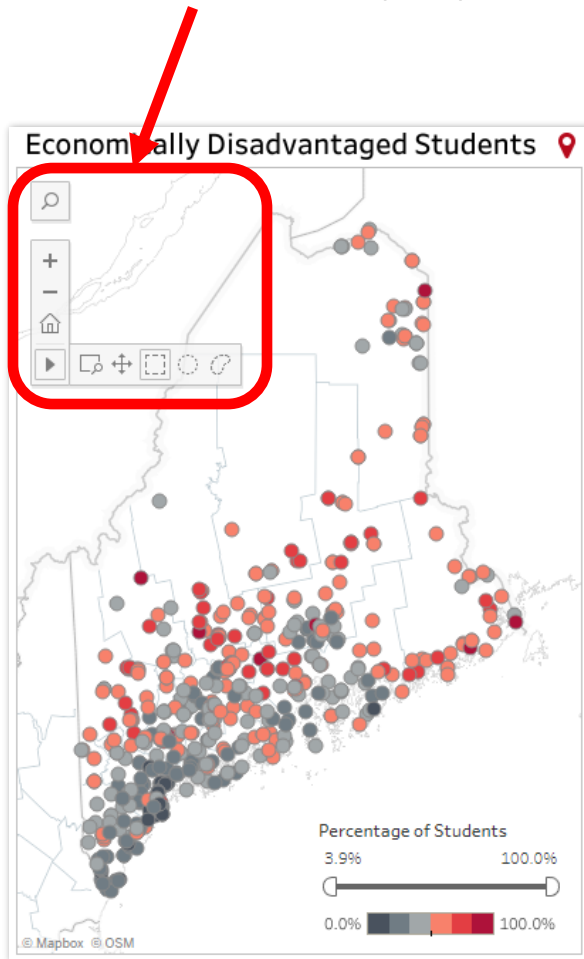 Economically Disadvantaged Students
Percentage of Students
3.9% 100.0%
0.0% 100.0%
© Mapbox © OSM